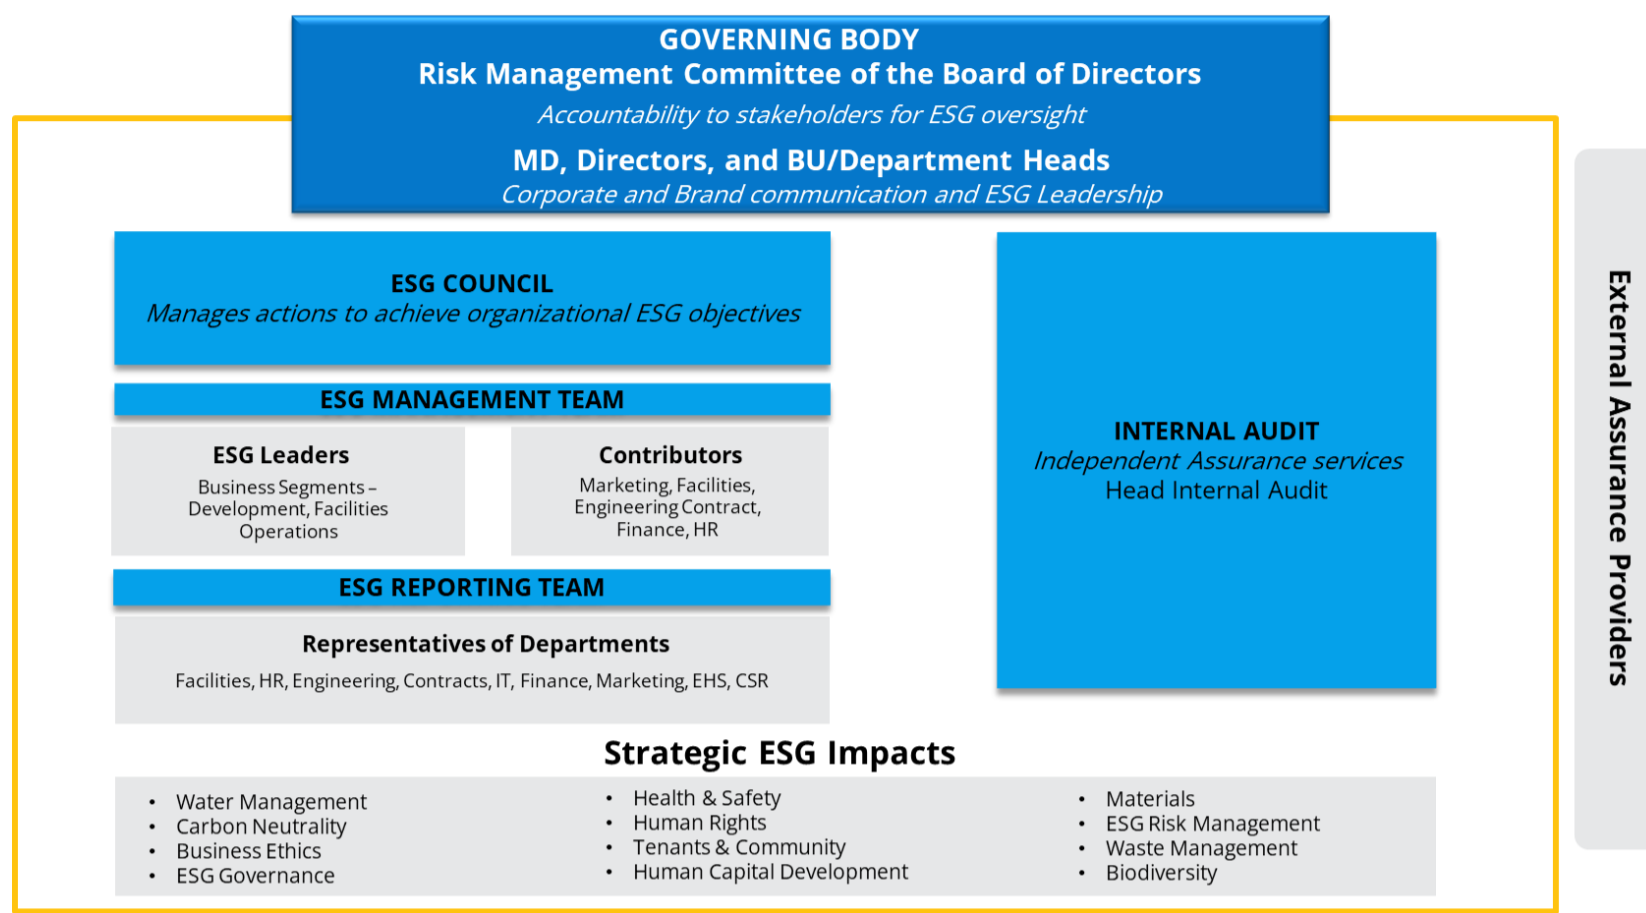 GOVERNING BODY
Risk Management Committee of the Board of Directors
Accountability to stakeholders for ESG oversight
MD, Directors, and BU/Department Heads
Corporate and Brand communication and ESG Leadership
ESG COUNCIL
Manages actions to achieve organizational ESG objectives
ESG MANAGEMENT TEAM
ESG Leaders
Business Segments –
Development, Facilities
Operations
Contributors
Marketing, Facilities,
Engineering Contract,
Finance, HR
ESG REPORTING TEAM
Representatives of Departments
Facilities, HR, Engineering, Contracts, IT, Finance, Marketing, EHS, CSR
INTERNAL AUDIT
Independent Assurance services
Head Internal Audit
External Assurance Providers
Strategic ESG Impacts
• Water Management
• Carbon Neutrality
• Business Ethics
• ESG Governance
• Health & Safety
• Human Rights
• Tenants & Community
• Human Capital Development
• Materials
• ESG Risk Management
• Waste Management
• Biodiversity